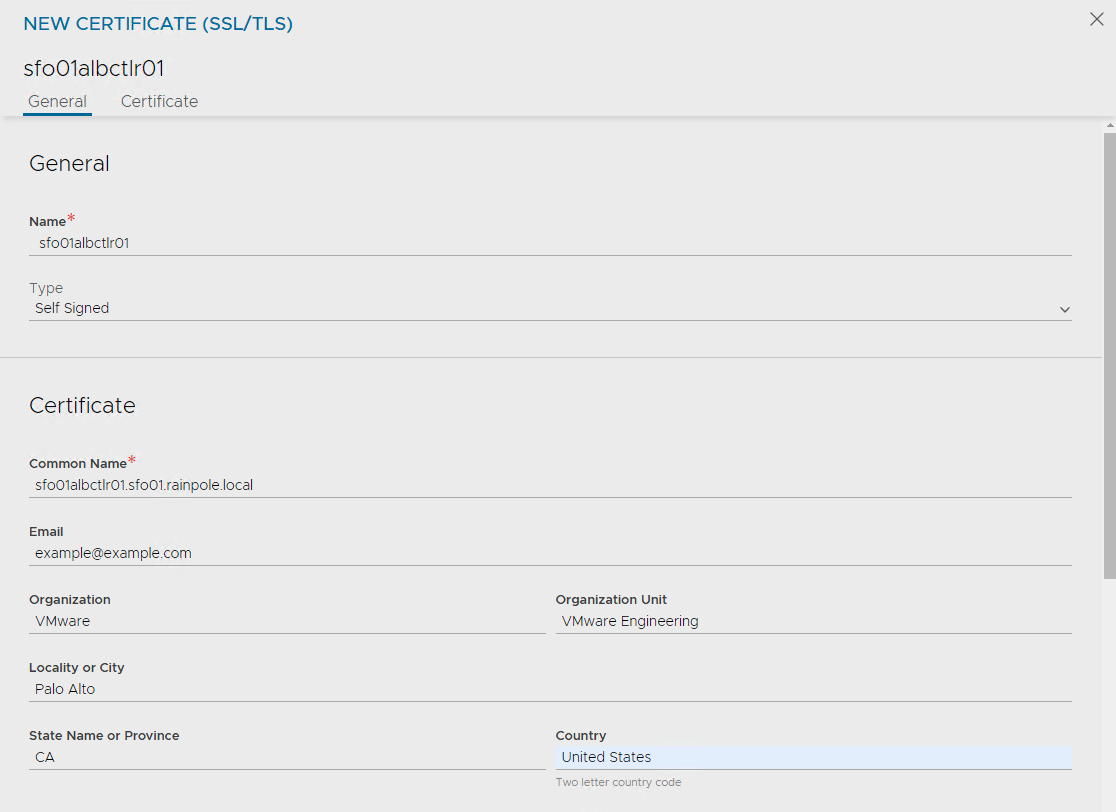 NEW CERTIFICATE (SSL/TLS)
sfo01albctlr01
General Certificate
General
Name*
sfo01albctlr01
Type
Self Signed
Certificate
Common Name*
sfo01albctlr01.sfo01.rainpole.local
Email
example@example.com
Organization Organization Unit
VMware VMware Engineering
Locality or City
Palo Alto
State Name or Province Country
CA United States
Two letter country code